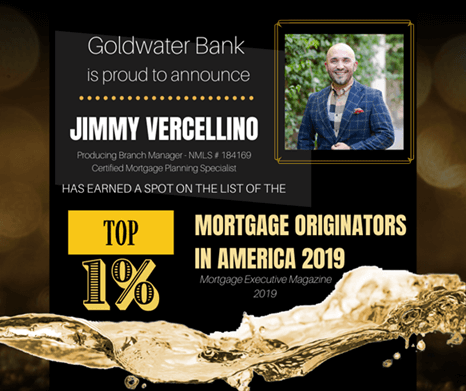 Goldwater Bank
is proud to announce
JIMMY VERCELLINO
Producing Branch Manager - NMLS # 184169
Certified Mortgage Planning Specialist
HAS EARNED A SPOT ON THE LIST OF THE
TOP
1%
MORTGAGE ORIGINATORS
IN AMERICA 2019
Mortgage Executive Magazine
2019